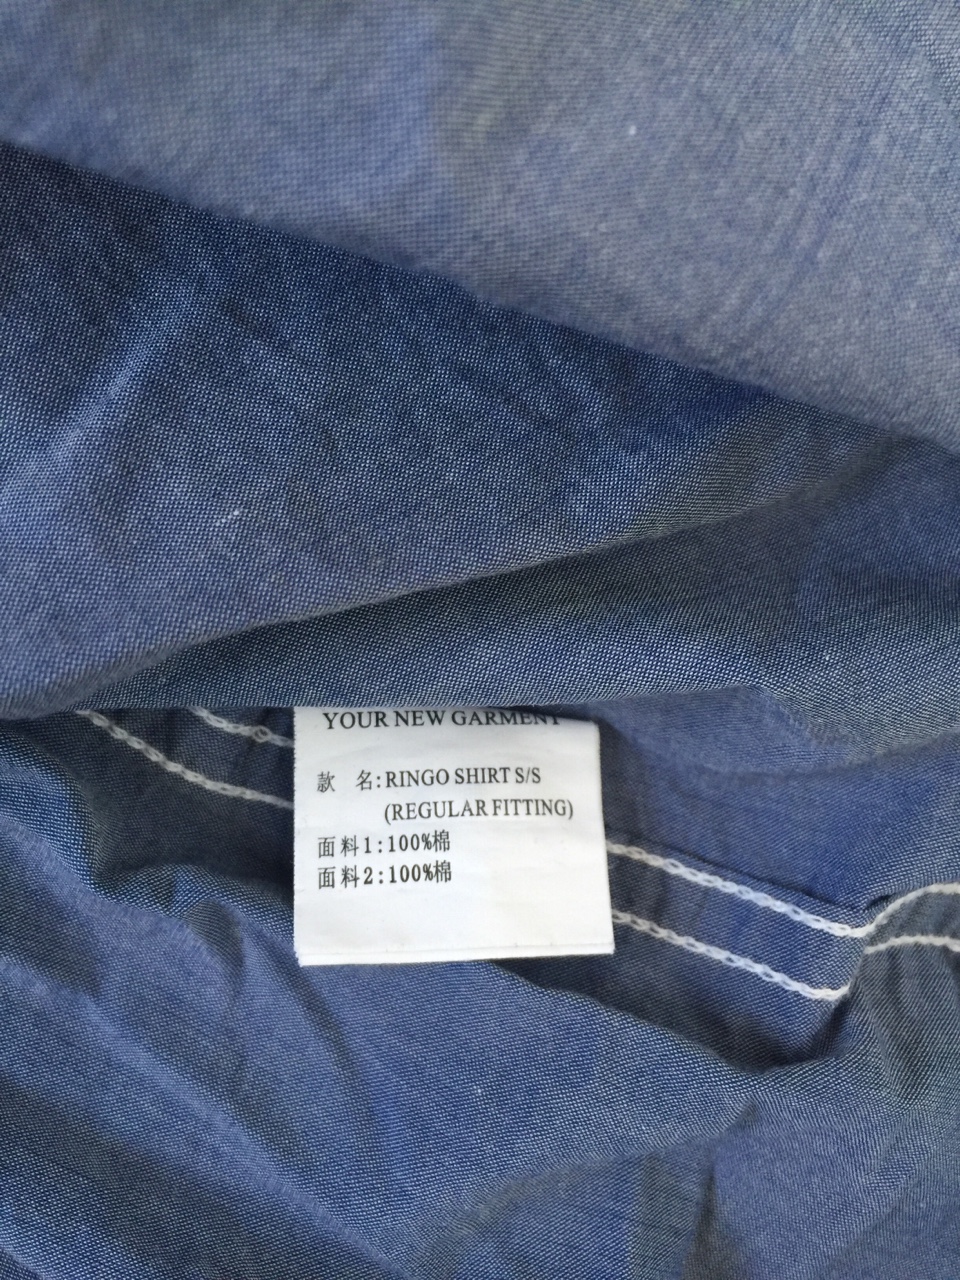 YOUR NEW GARMENT
款 名:RINGO SHIRT S/S
(REGULAR FITTING)
面料1:100%棉
面料2:100%棉